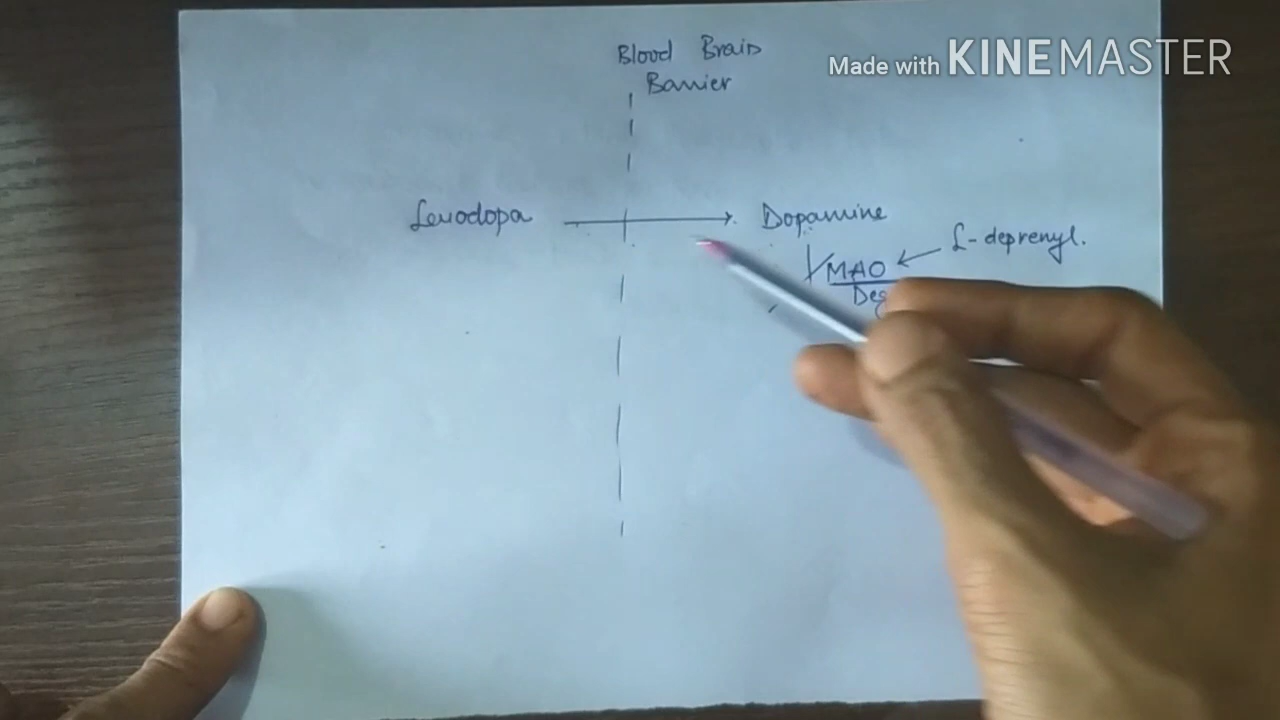 Blood Brain
Barrier
Made with KINEMASTER
Levodopa
Dopamine
L-deprenyl.
MAO